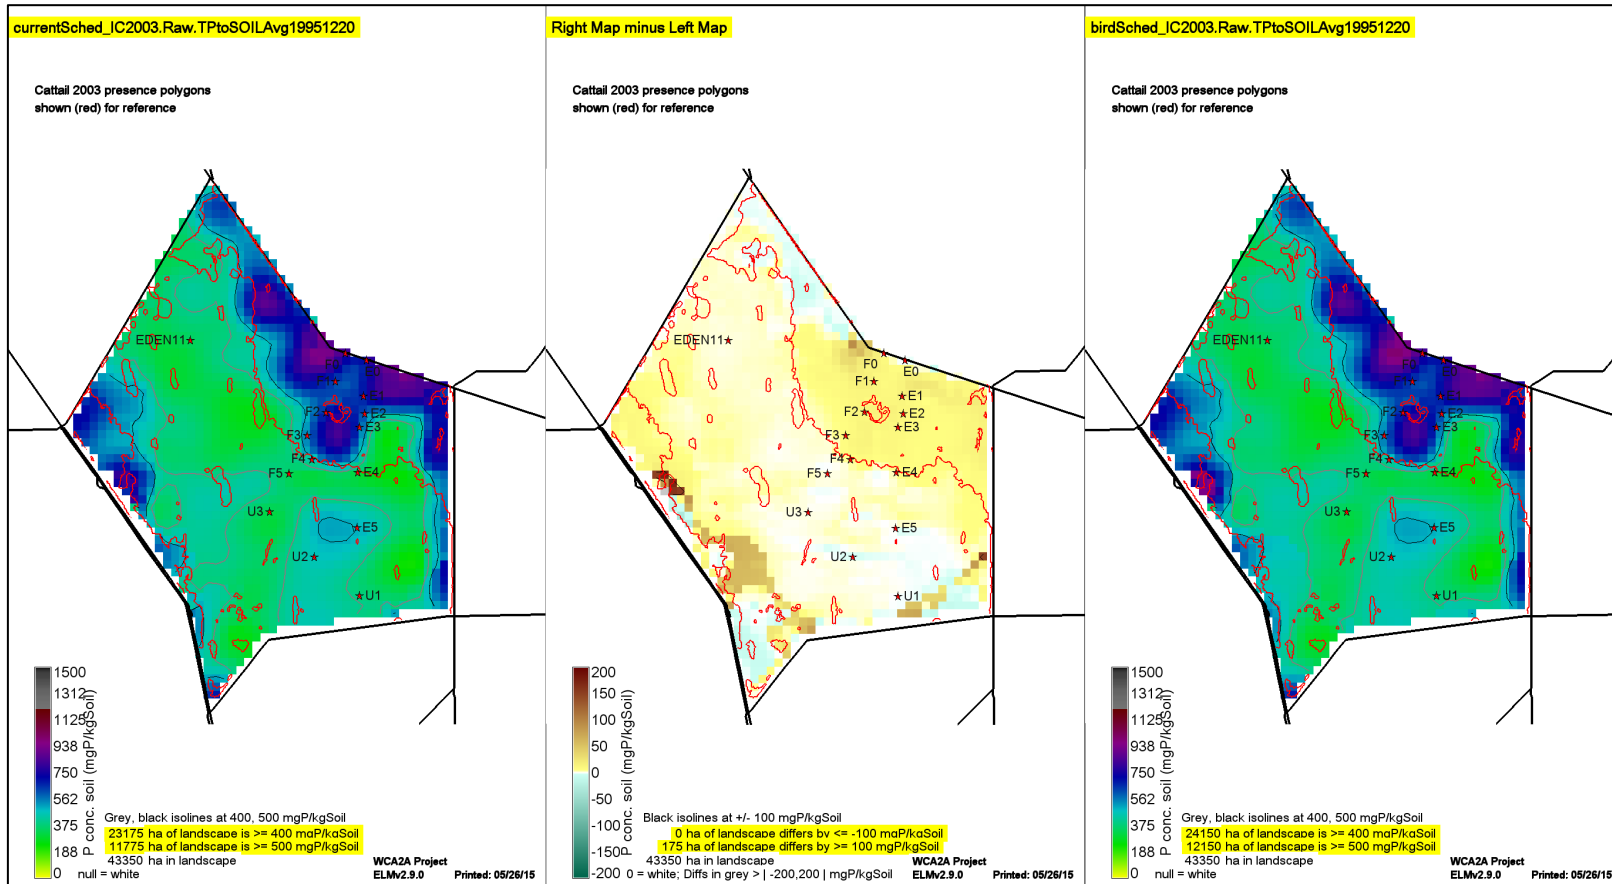 currentSched_IC2003.Raw.TPtoSOILAvg19951220
Cattail 2003 presence polygons
shown (red) for reference
EDEN11
F0
E0
F1
E1
F2
E2
E3
F3
F4
F5
E4
U3
E5
U2
U1
1500
1312
1125
938
750
562
375
188
0
P conc. soil (mgP/kgSoil)
Grey, black isolines at 400, 500 mgP/kgSoil
23175 ha of landscape is >= 400 mgP/kgSoil
11775 ha of landscape is >= 500 mgP/kgSoil
43350 ha in landscape
null = white
WCA2A Project
ELMv2.9.0
Printed: 05/26/15
Right Map minus Left Map
Cattail 2003 presence polygons
shown (red) for reference
EDEN11
F0
E0
F1
E1
F2
E2
E3
F3
F4
F5
E4
U3
E5
U2
U1
200
150
100
50
0
-50
-100
-150
-200
P conc. soil (mgP/kgSoil)
Black isolines at +/- 100 mgP/kgSoil
0 ha of landscape differs by <= -100 mgP/kgSoil
175 ha of landscape differs by >= 100 mgP/kgSoil
43350 ha in landscape
0 = white; Diffs in grey > | -200,200 | mgP/kgSoil
WCA2A Project
ELMv2.9.0
Printed: 05/26/15
birdSched_IC2003.Raw.TPtoSOILAvg19951220
Cattail 2003 presence polygons
shown (red) for reference
EDEN11
F0
E0
F1
E1
F2
E2
E3
F3
F4
F5
E4
U3
E5
U2
U1
1500
1312
1125
938
750
562
375
188
0
P conc. soil (mgP/kgSoil)
Grey, black isolines at 400, 500 mgP/kgSoil
24150 ha of landscape is >= 400 mgP/kgSoil
12150 ha of landscape is >= 500 mgP/kgSoil
43350 ha in landscape
null = white
WCA2A Project
ELMv2.9.0
Printed: 05/26/15